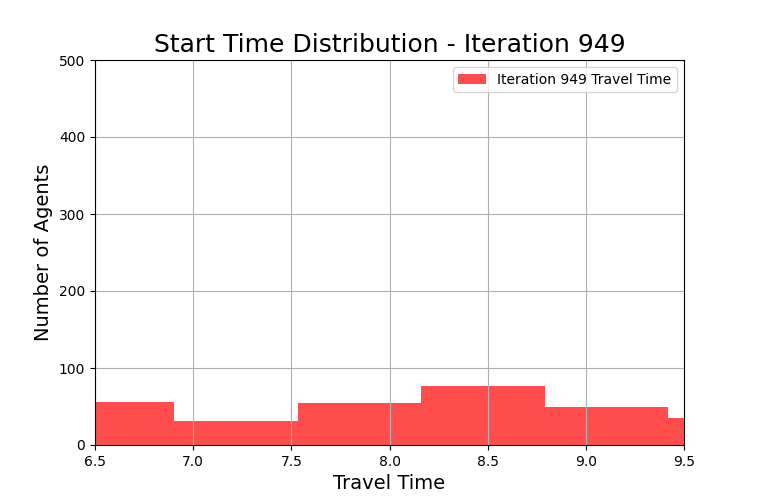 Start Time Distribution - Iteration 949
500
Iteration 949 Travel Time
400
300
200
100
0
Number of Agents
6.5 7.0 7.5 8.0 8.5 9.0 9.5
Travel Time